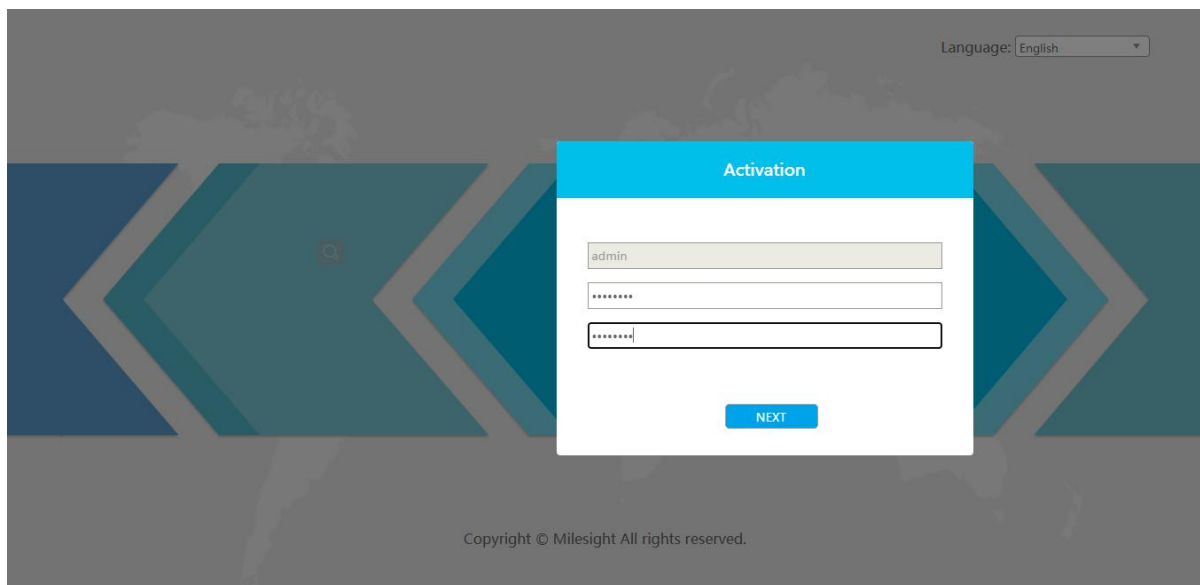 Language: English
Activation
admin
••••••••
••••••••
NEXT
Copyright © Milesight All rights reserved.